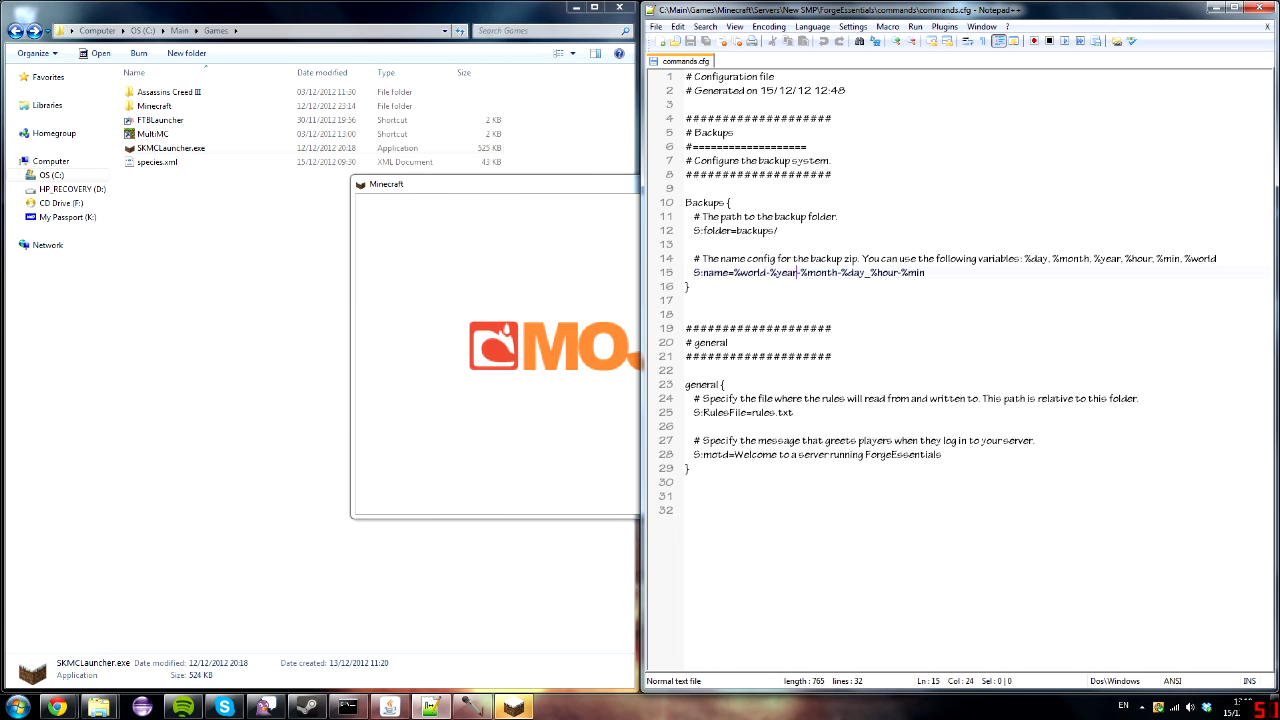 Computer ▸ OS (C:) ▸ Main ▸ Games ▸
Search Games
Organize
Open
Burn
New folder
Favorites
Libraries
Homegroup
Computer
OS (C:)
HP_RECOVERY (D:)
CD Drive (F:)
My Passport (K:)
Network
Name Date modified Type Size
Assassins Creed III 03/12/2012 11:30 File folder
Minecraft 12/12/2012 23:14 File folder
FTBLauncher 30/11/2012 19:56 Shortcut 2 KB
MultiMC 03/12/2012 13:00 Shortcut 2 KB
SKMCLauncher.exe 12/12/2012 20:18 Application 525 KB
species.xml 15/12/2012 09:30 XML Document 43 KB
Minecraft
MOJ
SKMCLauncher.exe Date modified: 12/12/2012 20:18 Date created: 13/12/2012 11:20
Application Size: 524 KB
C:\Main\Games\Minecraft\Servers\New SMP\ForgeEssentials\commands\commands.cfg - Notepad++
File Edit Search View Encoding Language Settings Macro Run Plugins Window ? X
commands.cfg
1 # Configuration file
2 # Generated on 15/12/12 12:48
3
4 ####################
5 # Backups
6 #===================
7 # Configure the backup system.
8 ####################
9
10 Backups {
11 # The path to the backup folder.
12 S:folder=backups/
13
14 # The name config for the backup zip. You can use the following variables: %day, %month, %year, %hour, %min, %world
15 S:name=%world-%year-%month-%day_%hour-%min
16 }
17
18
19 ####################
20 # general
21 ####################
22
23 general {
24 # Specify the file where the rules will read from and written to. This path is relative to this folder.
25 S:RulesFile=rules.txt
26
27 # Specify the message that greets players when they log in to your server.
28 S:motd=Welcome to a server running ForgeEssentials
29 }
30
31
32
Normal text file length : 765 lines : 32 Ln : 15 Col : 24 Sel : 0 | 0 Dos\Windows ANSI INS
EN
50